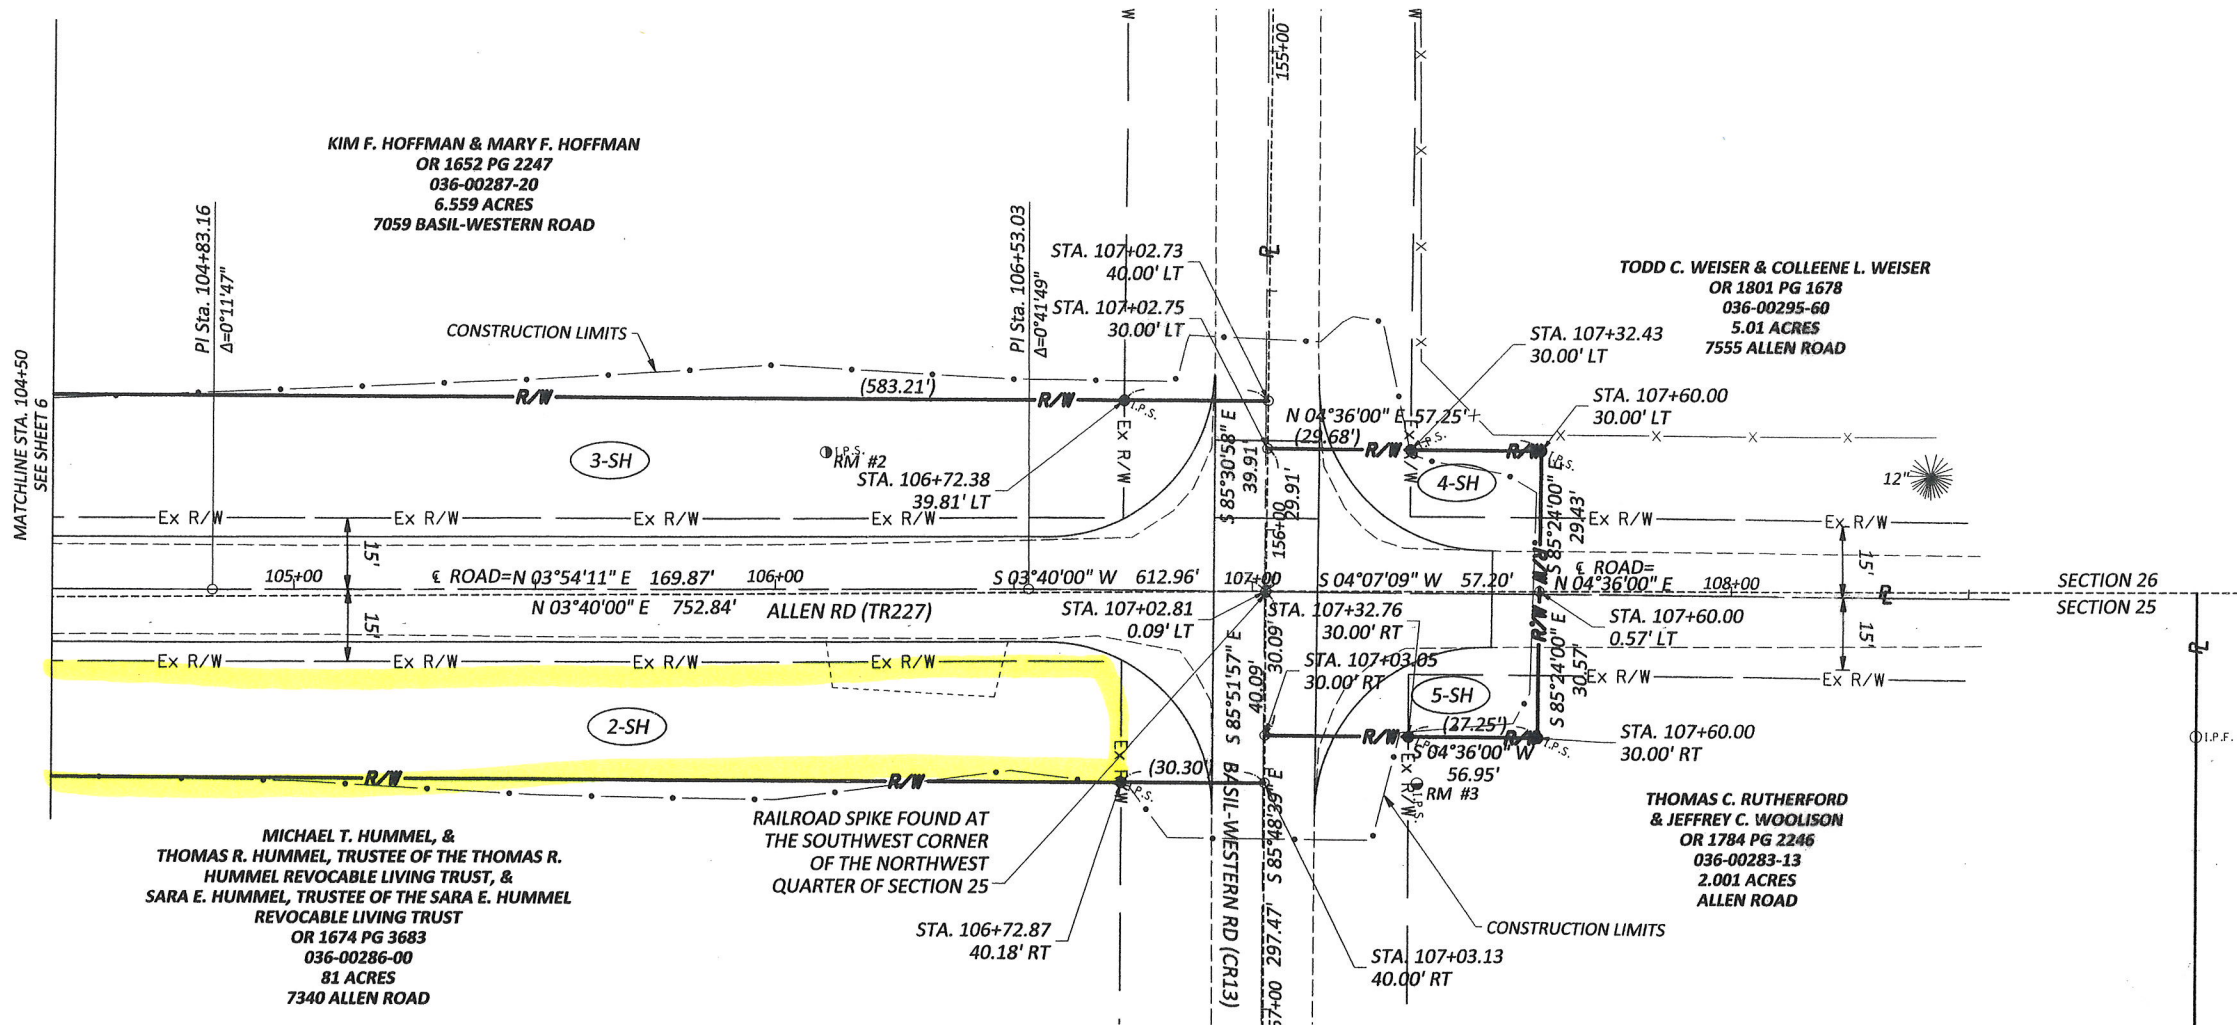 MATCHLINE STA. 104+50
SEE SHEET 6
KIM F. HOFFMAN & MARY F. HOFFMAN
OR 1652 PG 2247
036-00287-20
6.559 ACRES
7059 BASIL-WESTERN ROAD
PI Sta. 104+83.16
Δ=0°11'47"
PI Sta. 106+53.03
Δ=0°41'49"
CONSTRUCTION LIMITS
W
W
155+00
PL
STA. 107+02.73
40.00' LT
STA. 107+02.75
30.00' LT
TODD C. WEISER & COLLEENE L. WEISER
OR 1801 PG 1678
036-00295-60
5.01 ACRES
7555 ALLEN ROAD
STA. 107+32.43
30.00' LT
STA. 107+60.00
30.00' LT
R/W
(583.21')
R/W
I.P.S.
Ex R/W
3-SH
I.P.S.
RM #2
STA. 106+72.38
39.81' LT
S 85°30'58" E
39.91'
29.91'
156+00
N 04°36'00" E 57.25'
(29.68')
R/W
Ex R/W
I.P.S.
R/W
I.P.S.
4-SH
S 85°24'00" E
29.43'
R/W
12"
Ex R/W
Ex R/W
Ex R/W
Ex R/W
Ex R/W
Ex R/W
15'
15'
105+00
℄ ROAD=N 03°54'11" E 169.87'
106+00
S 03°40'00" W 612.96'
107+00
S 04°07'09" W 57.20'
℄ ROAD=
N 04°36'00" E
108+00
PL
SECTION 26
SECTION 25
N 03°40'00" E 752.84'
ALLEN RD (TR227)
STA. 107+02.81
0.09' LT
STA. 107+32.76
30.00' RT
STA. 107+60.00
0.57' LT
15'
15'
STA. 107+03.05
30.00' RT
Ex R/W
Ex R/W
Ex R/W
Ex R/W
Ex R/W
Ex R/W
30.09'
40.09'
S 85°51'57" E
R/W
S 85°24'00" E
30.57'
PL
2-SH
5-SH
Ex R/W
R/W
R/W
I.P.S.
(30.30')
R/W
I.P.S.
(27.25')
R/W
I.P.S.
S 04°36'00" W
56.95'
Ex R/W
RM #3
I.P.S.
STA. 107+60.00
30.00' RT
I.P.F.
RAILROAD SPIKE FOUND AT
THE SOUTHWEST CORNER
OF THE NORTHWEST
QUARTER OF SECTION 25
STA. 106+72.87
40.18' RT
BASIL-WESTERN RD (CR13)
S 85°48'39" E
297.47'
57+00
STA. 107+03.13
40.00' RT
CONSTRUCTION LIMITS
MICHAEL T. HUMMEL, &
THOMAS R. HUMMEL, TRUSTEE OF THE THOMAS R.
HUMMEL REVOCABLE LIVING TRUST, &
SARA E. HUMMEL, TRUSTEE OF THE SARA E. HUMMEL
REVOCABLE LIVING TRUST
OR 1674 PG 3683
036-00286-00
81 ACRES
7340 ALLEN ROAD
THOMAS C. RUTHERFORD
& JEFFREY C. WOOLISON
OR 1784 PG 2246
036-00283-13
2.001 ACRES
ALLEN ROAD